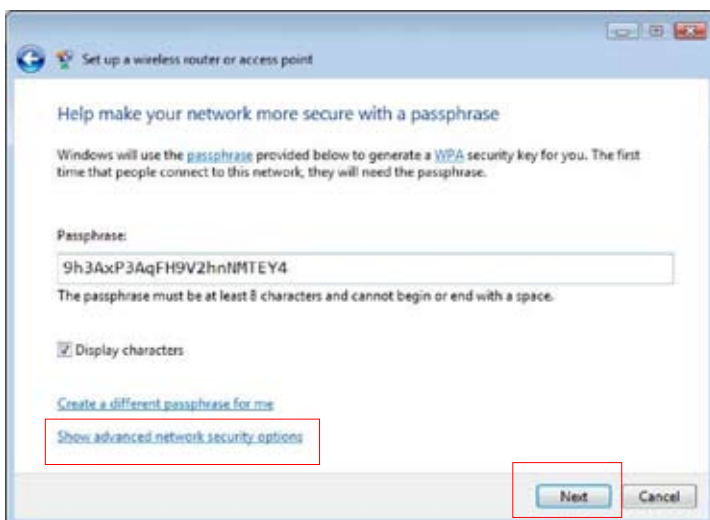 Set up a wireless router or access point
Help make your network more secure with a passphrase
Windows will use the passphrase provided below to generate a WPA security key for you. The first
time that people connect to this network, they will need the passphrase.
Passphrase:
9h3AxP3AqFH9V2hnNMTEY4
The passphrase must be at least 8 characters and cannot begin or end with a space.
Display characters
Create a different passphrase for me
Show advanced network security options
Next Cancel